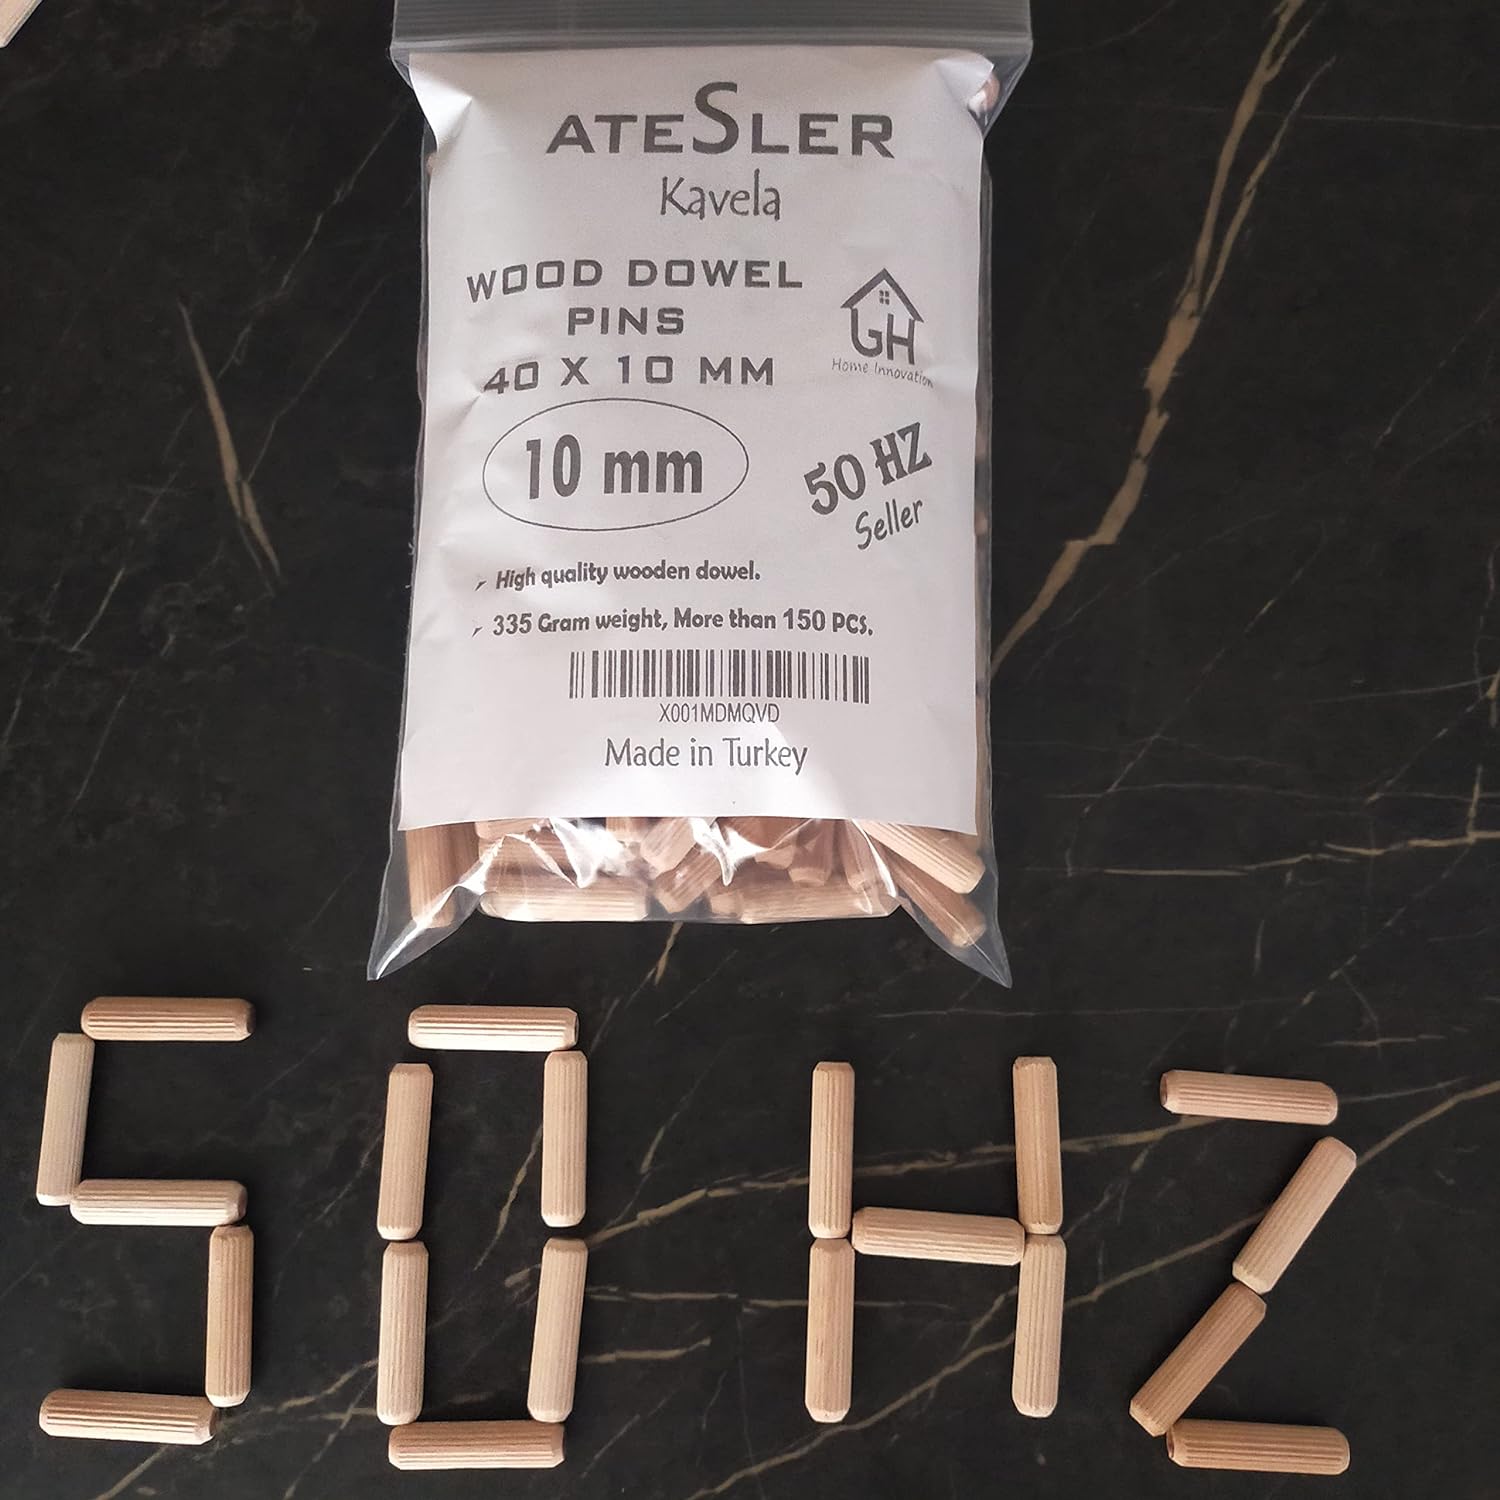 ATESLER
Kavela
WOOD DOWEL
PINS
40 X 10 MM
GH
Home Innovation
10 mm
50 HZ
Seller
High quality wooden dowel.
335 Gram weight, More than 150 PCS.
X001MDMQVD
Made in Turkey
50 HZ